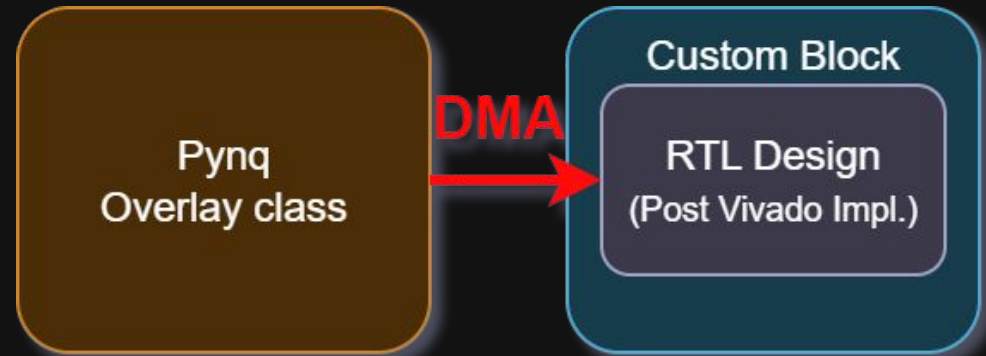 Pynq
Overlay class
DMA
Custom Block
RTL Design
(Post Vivado Impl.)